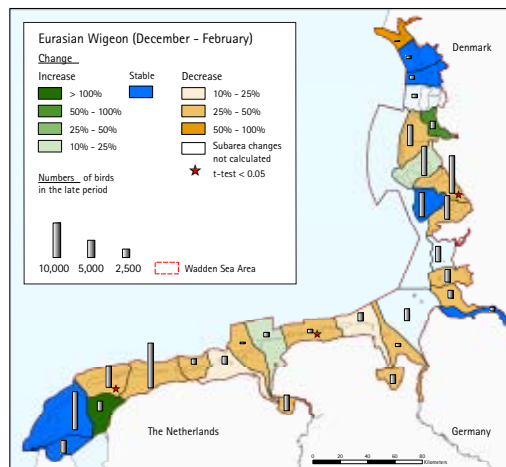 Eurasian Wigeon (December - February)
Change
Increase
Stable
Decrease
> 100%
50% - 100%
25% - 50%
10% - 25%
10% - 25%
25% - 50%
50% - 100%
Subarea changes
not calculated
t-test < 0.05
Numbers of birds
in the late period
10,000
5,000
2,500
Wadden Sea Area
Denmark
The Netherlands
Germany
0 10 20 40 60 80
Kilometers